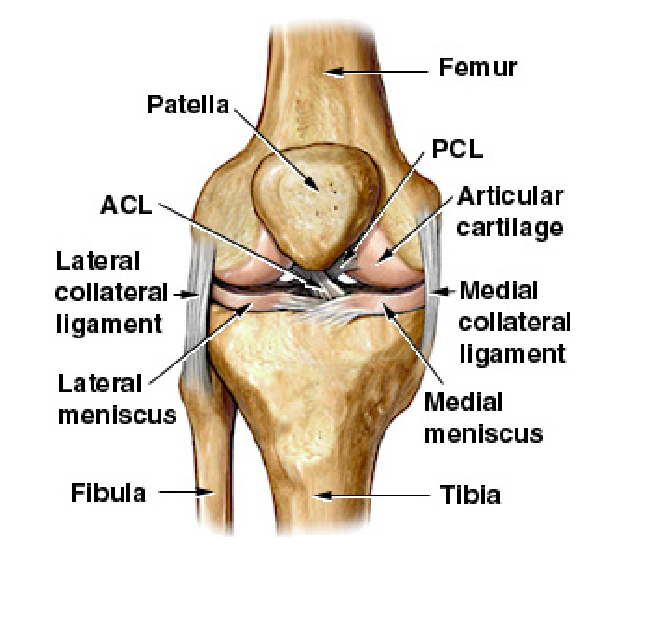 Femur
Patella
PCL
ACL
Articular
cartilage
Lateral
collateral
ligament
Medial
collateral
ligament
Lateral
meniscus
Medial
meniscus
Fibula
Tibia